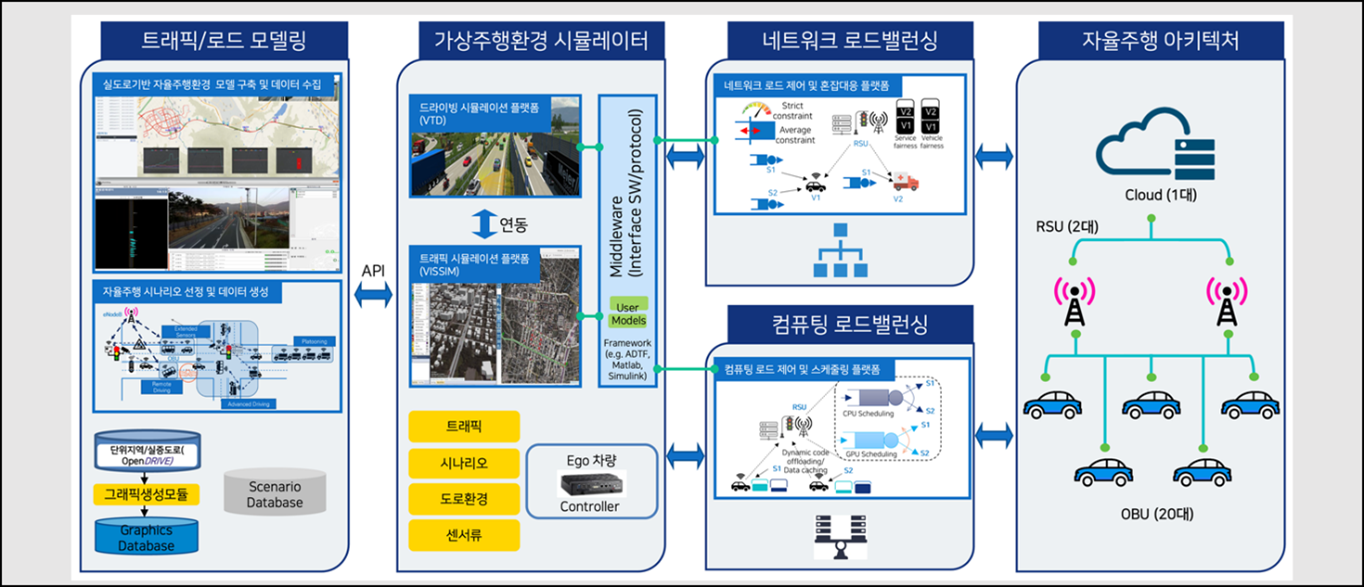 트래픽/로드 모델링
실도로기반 자율주행환경 모델 구축 및 데이터 수집
자율주행 시나리오 선정 및 데이터 생성
eNodeB
Extended
Sensors
Platooning
OBU
Remote
Driving
Advanced Driving
단위지역/실증도로(
OpenDRIVE)
그래픽생성모듈
Graphics
Database
Scenario
Database
API
가상주행환경 시뮬레이터
드라이빙 시뮬레이션 플랫폼
(VTD)
연동
트래픽 시뮬레이션 플랫폼
(VISSIM)
Middleware
(Interface SW/protocol)
User
Models
Framework
(e.g. ADTF,
Matlab,
Simulink)
트래픽
시나리오
도로환경
센서류
Ego 차량
Controller
네트워크 로드밸런싱
네트워크 로드 제어 및 혼잡대응 플랫폼
Strict
constraint
Average
constraint
RSU
V2
V1
Service
fairness
V2
V1
Vehicle
fairness
S1
S2
V1
S1
V2
컴퓨팅 로드밸런싱
컴퓨팅 로드 제어 및 스케줄링 플랫폼
RSU
S1
S2
CPU Scheduling
S1
S2
GPU Scheduling
Dynamic code
offloading/
Data caching
S1
S2
자율주행 아키텍처
Cloud (1대)
RSU (2대)
OBU (20대)